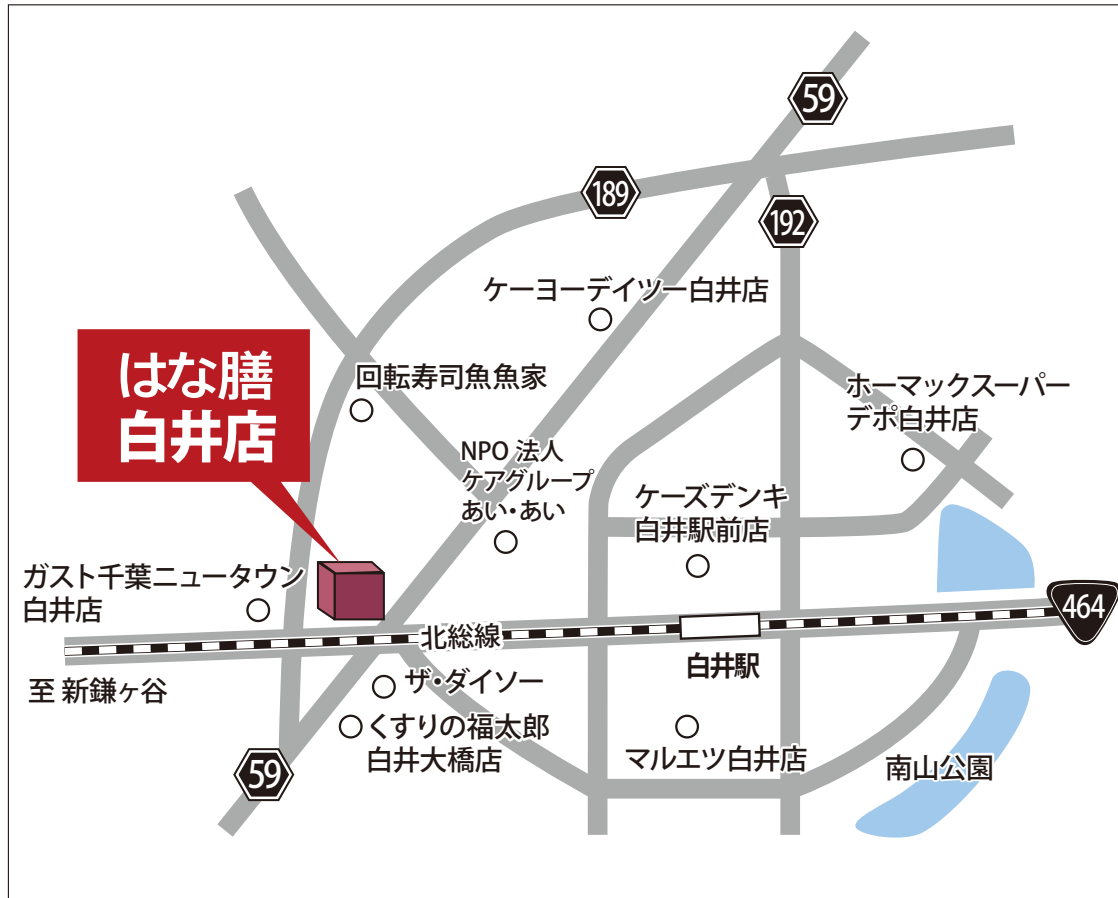 59
189
192
ケーヨーデイツー白井店
はな膳
白井店
回転寿司魚魚家
ホーマックスーパー
デポ白井店
NPO 法人
ケアグループ
あい・あい
ケーズデンキ
白井駅前店
ガスト千葉ニュータウン
白井店
464
北総線
白井駅
至 新鎌ヶ谷
ザ・ダイソー
くすりの福太郎
白井大橋店
マルエツ白井店
南山公園
59